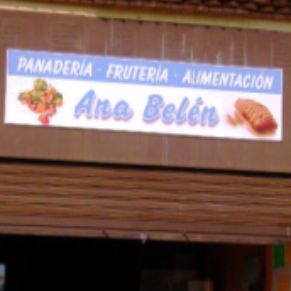 PANADERÍA · FRUTERÍA · ALIMENTACIÓN
Ana Belén